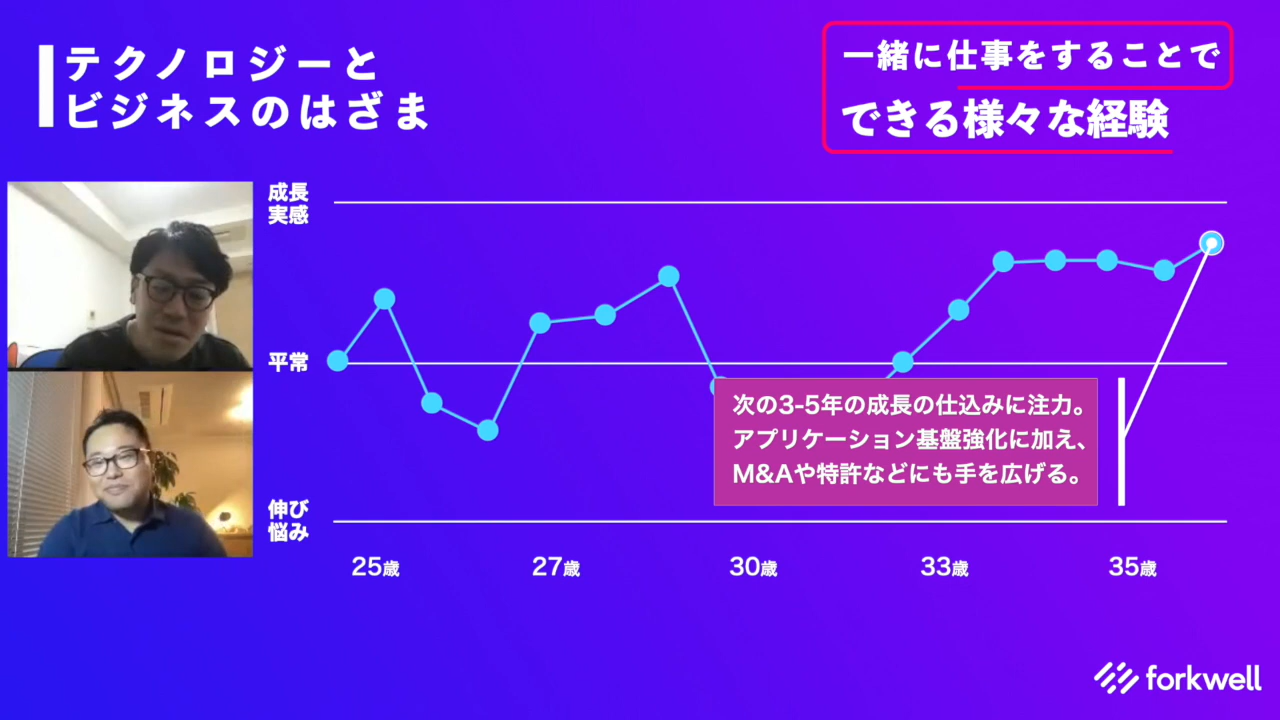 テクノロジーと
ビジネスのはざま
一緒に仕事をすることで
できる様々な経験
成長
実感
平常
次の3-5年の成長の仕込みに注力。
アプリケーション基盤強化に加え、
M&Aや特許などにも手を広げる。
伸び
悩み
25歳 27歳 30歳 33歳 35歳
forkwell